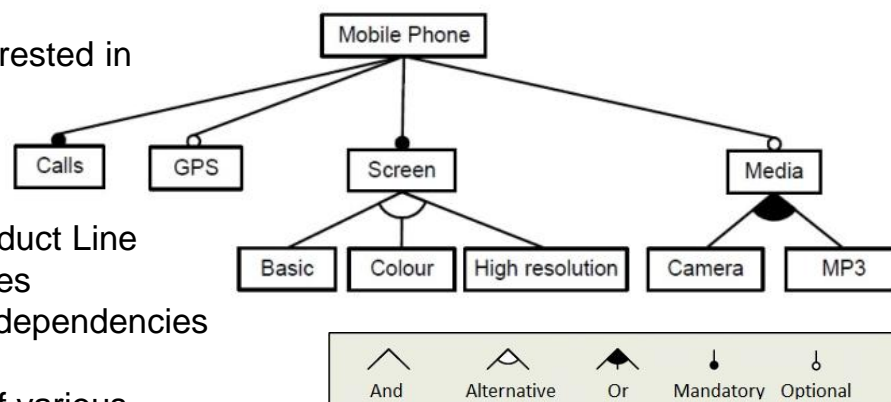 Mobile Phone
rested in
Calls
GPS
Screen
Media
duct Line
es
dependencies
Basic
Colour
High resolution
Camera
MP3
And
Alternative
Or
Mandatory
Optional
f various